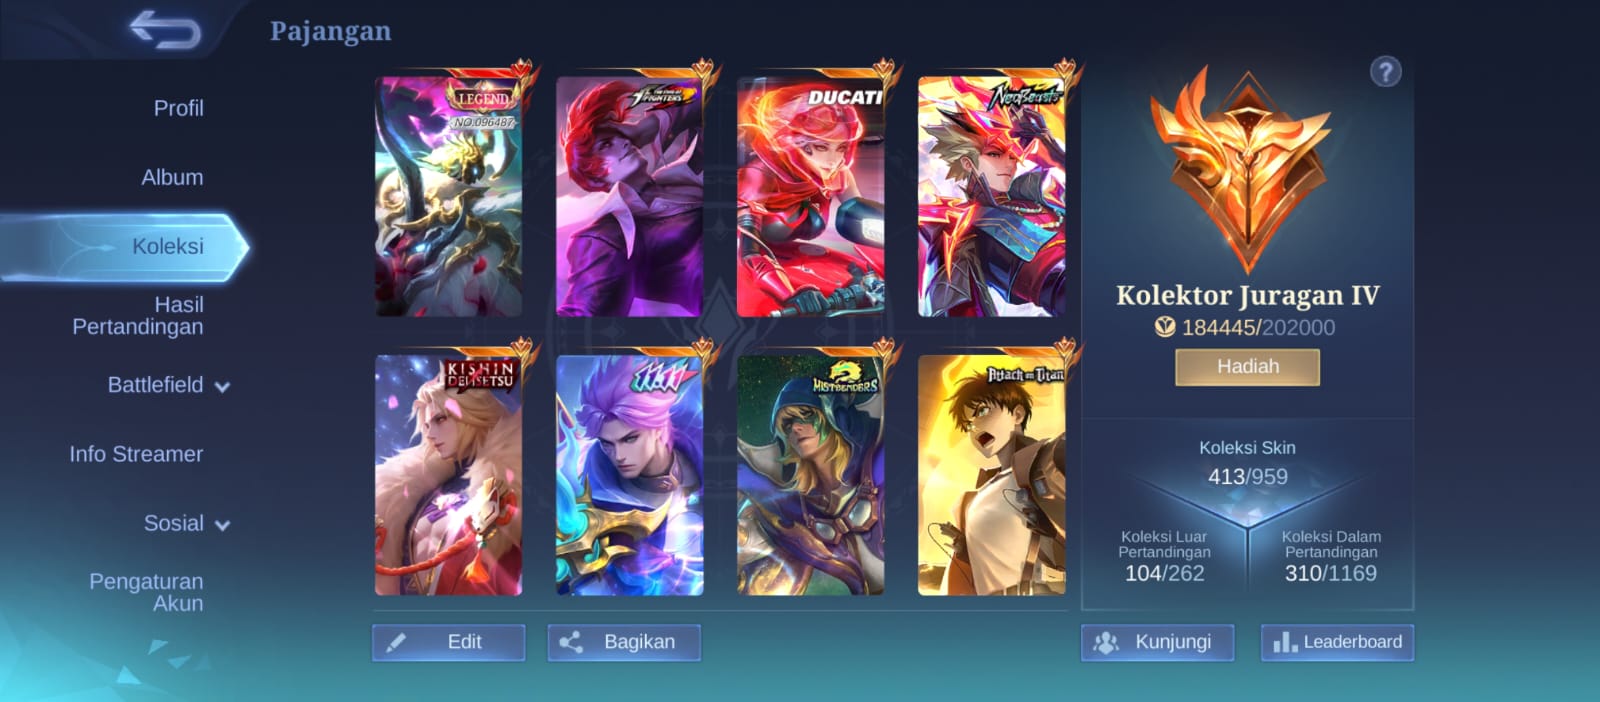 Pajangan
Profil
Album
Koleksi
Hasil
Pertandingan
Battlefield
Info Streamer
Sosial
Pengaturan
Akun
LEGEND
NO.096487
THE KING OF
FIGHTERS
DUCATI
NeoBeasts
KISHIN
DENSETSU
MISTBENDERS
Attack on Titan
Edit
Bagikan
?
Kolektor Juragan IV
184445/202000
Hadiah
Koleksi Skin
413/959
Koleksi Luar
Pertandingan
104/262
Koleksi Dalam
Pertandingan
310/1169
Kunjungi
Leaderboard